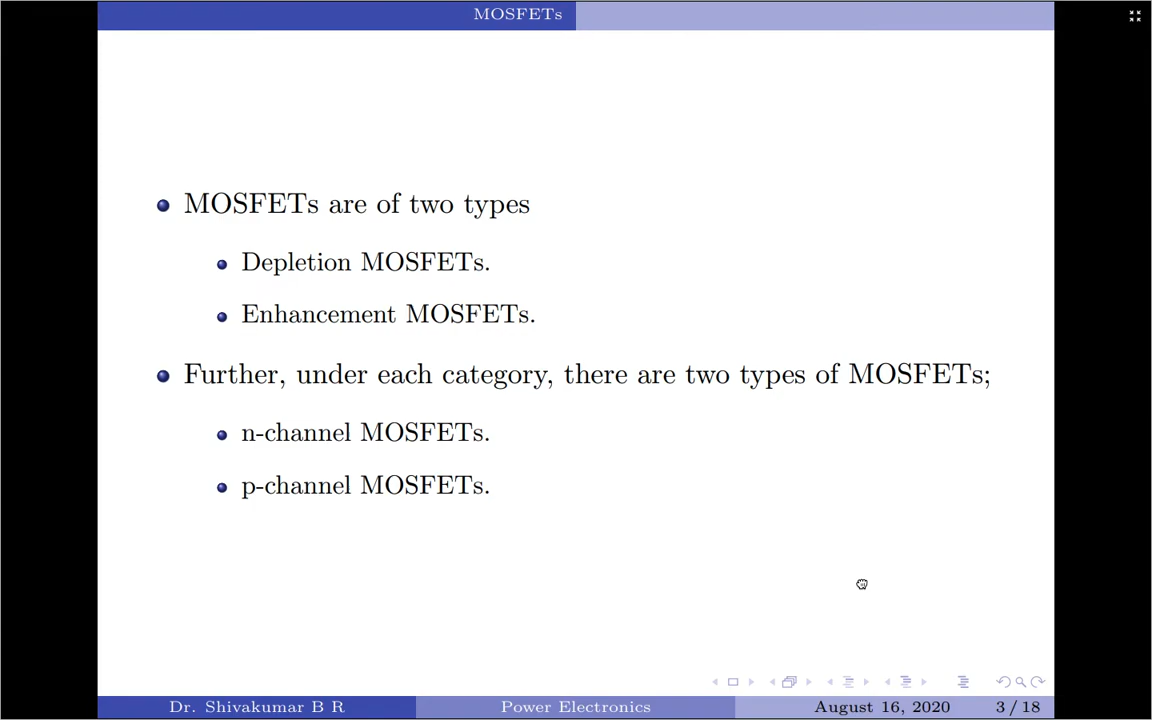 MOSFETs
MOSFETs are of two types
Depletion MOSFETs.
Enhancement MOSFETs.
Further, under each category, there are two types of MOSFETs;
n-channel MOSFETs.
p-channel MOSFETs.
Dr. Shivakumar B R Power Electronics August 16, 2020 3 / 18